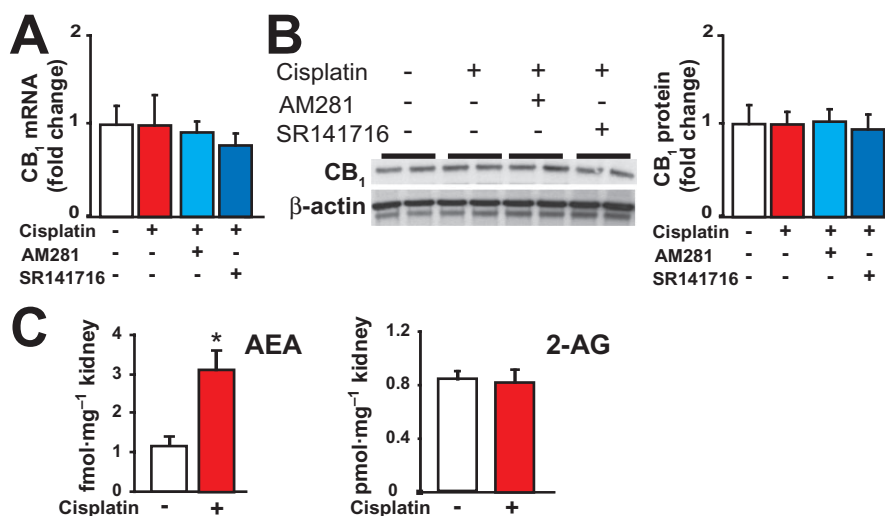 A
CB₁ mRNA
(fold change)
2
1
0
Cisplatin - + + +
AM281 - - + -
SR141716 - - - +
B
Cisplatin - + + +
AM281 - - + -
SR141716 - - - +
CB₁
β-actin
CB₁ protein
(fold change)
2
1
0
Cisplatin - + + +
AM281 - - + -
SR141716 - - - +
C
AEA
fmol·mg⁻¹ kidney
4
3
2
1
0
*
Cisplatin - +
2-AG
pmol·mg⁻¹ kidney
1.2
0.8
0.4
0
Cisplatin - +